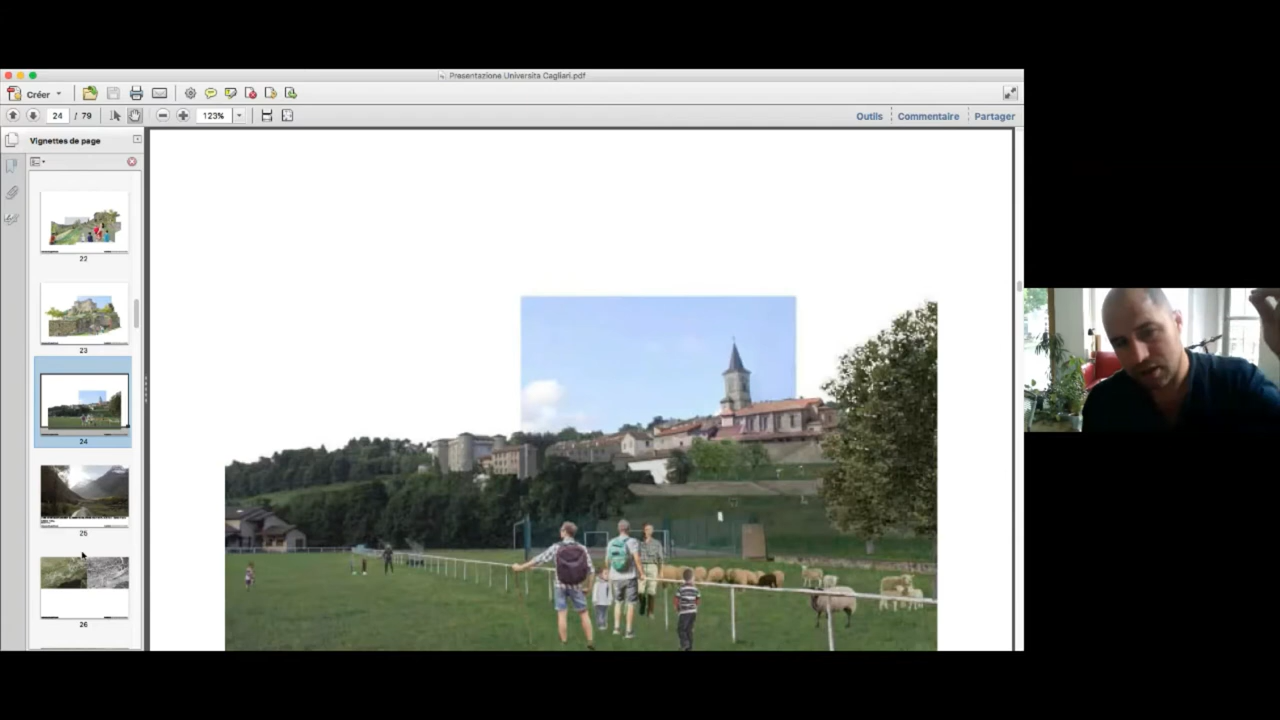 Presentazione Universita Cagliari.pdf
Créer
24 / 79
123%
Outils
Commentaire
Partager
Vignettes de page
22
23
24
25
26